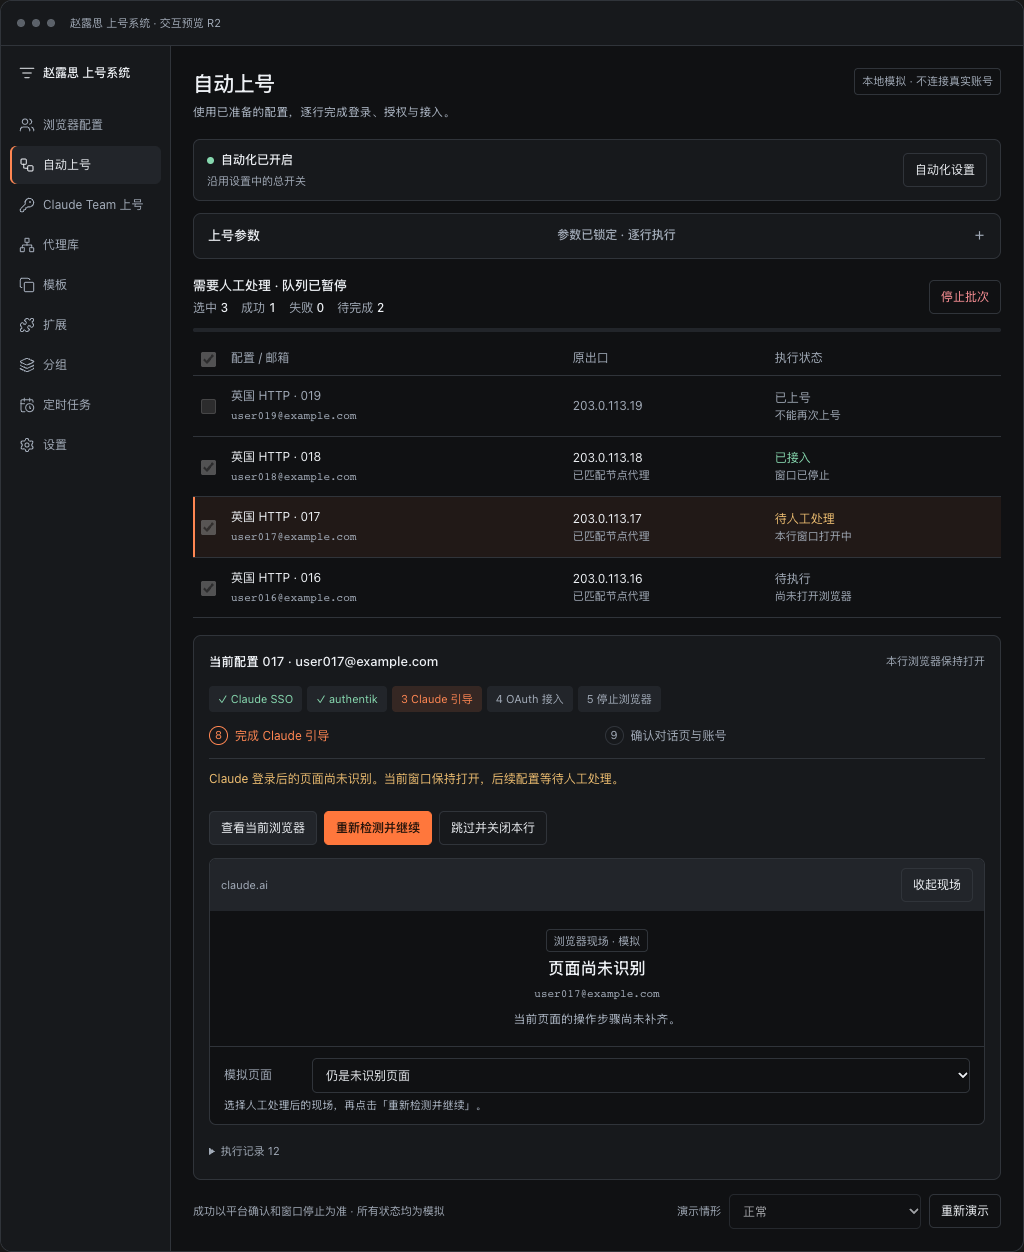 赵露思 上号系统 · 交互预览 R2
赵露思 上号系统
浏览器配置
自动上号
Claude Team 上号
代理库
模板
扩展
分组
定时任务
设置
自动上号
本地模拟 · 不连接真实账号
使用已准备的配置，逐行完成登录、授权与接入。
自动化已开启
沿用设置中的总开关
自动化设置
上号参数
参数已锁定 · 逐行执行
+
需要人工处理 · 队列已暂停
选中 3 成功 1 失败 0 待完成 2
停止批次
配置 / 邮箱 原出口 执行状态
英国 HTTP · 019
user019@example.com
203.0.113.19
已上号
不能再次上号
英国 HTTP · 018
user018@example.com
203.0.113.18
已匹配节点代理
已接入
窗口已停止
英国 HTTP · 017
user017@example.com
203.0.113.17
已匹配节点代理
待人工处理
本行窗口打开中
英国 HTTP · 016
user016@example.com
203.0.113.16
已匹配节点代理
待执行
尚未打开浏览器
当前配置 017 · user017@example.com
本行浏览器保持打开
✓ Claude SSO
✓ authentik
3 Claude 引导
4 OAuth 接入
5 停止浏览器
8 完成 Claude 引导
9 确认对话页与账号
Claude 登录后的页面尚未识别。当前窗口保持打开，后续配置等待人工处理。
查看当前浏览器
重新检测并继续
跳过并关闭本行
claude.ai
收起现场
浏览器现场 · 模拟
页面尚未识别
user017@example.com
当前页面的操作步骤尚未补齐。
模拟页面
仍是未识别页面
选择人工处理后的现场，再点击「重新检测并继续」。
▶ 执行记录 12
成功以平台确认和窗口停止为准 · 所有状态均为模拟
演示情形
正常
重新演示